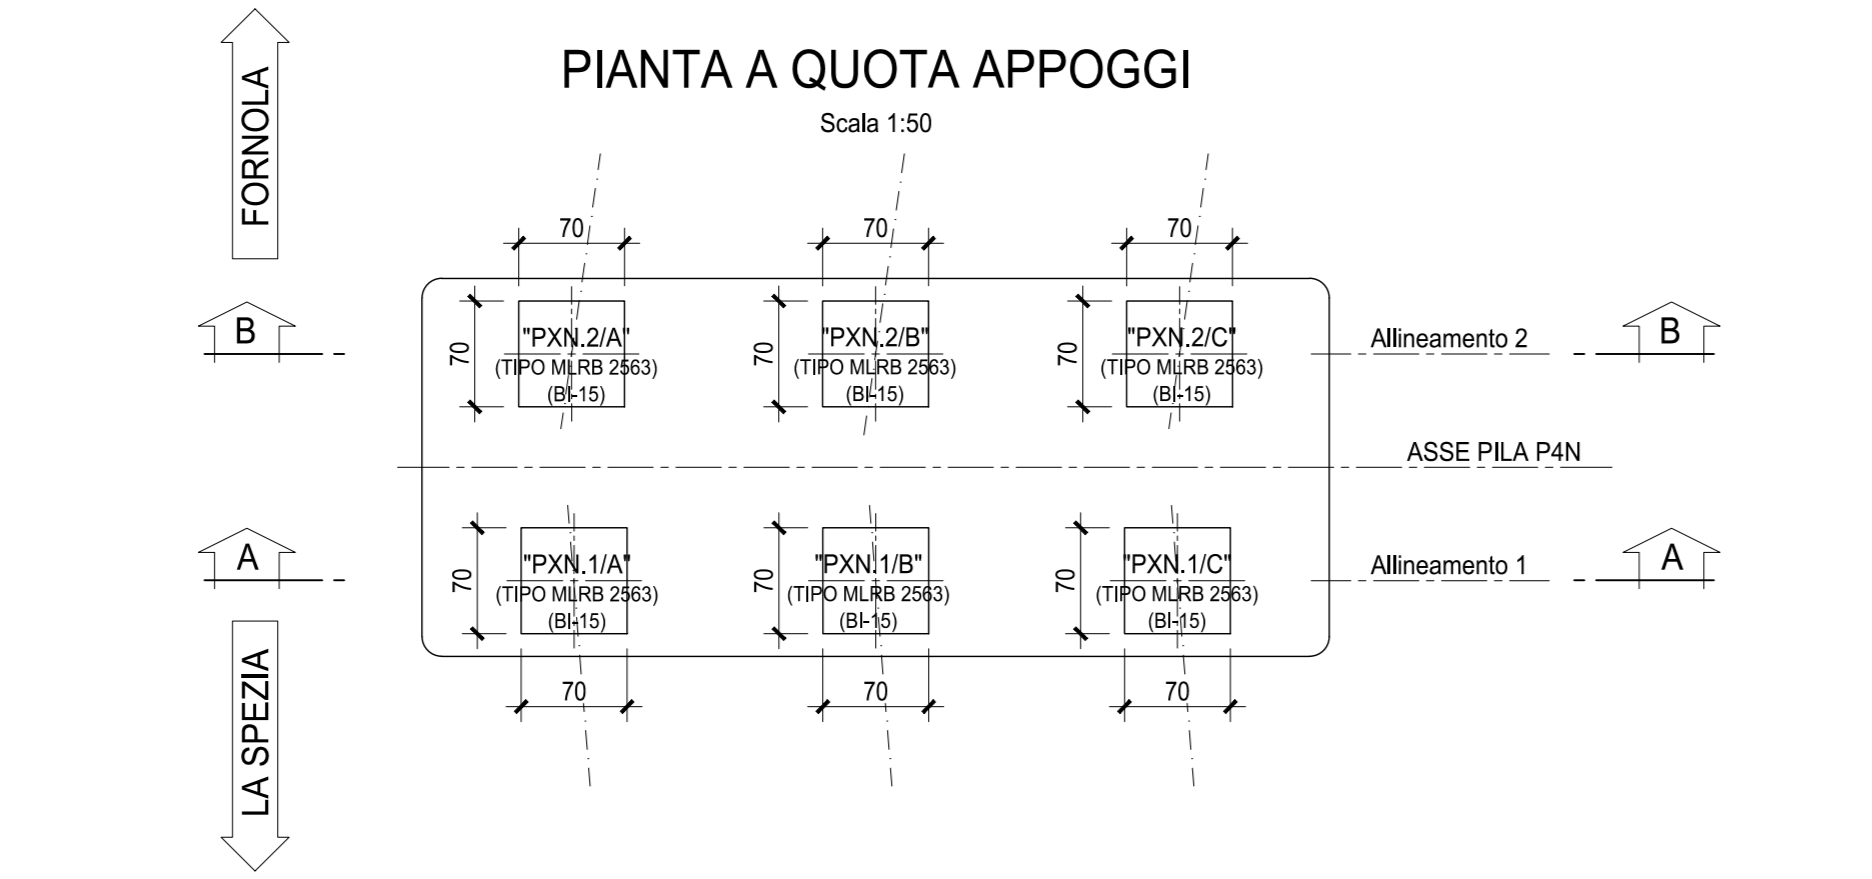 PIANTA A QUOTA APPOGGI
Scala 1:50
FORNOLA
70
70
70
B
70
"PXN.2/A"
(TIPO MLRB 2563)
(BI-15)
70
"PXN.2/B"
(TIPO MLRB 2563)
(BI-15)
70
"PXN.2/C"
(TIPO MLRB 2563)
(BI-15)
Allineamento 2
B
ASSE PILA P4N
A
70
"PXN.1/A"
(TIPO MLRB 2563)
(BI-15)
70
"PXN.1/B"
(TIPO MLRB 2563)
(BI-15)
70
"PXN.1/C"
(TIPO MLRB 2563)
(BI-15)
Allineamento 1
A
70
70
70
LA SPEZIA